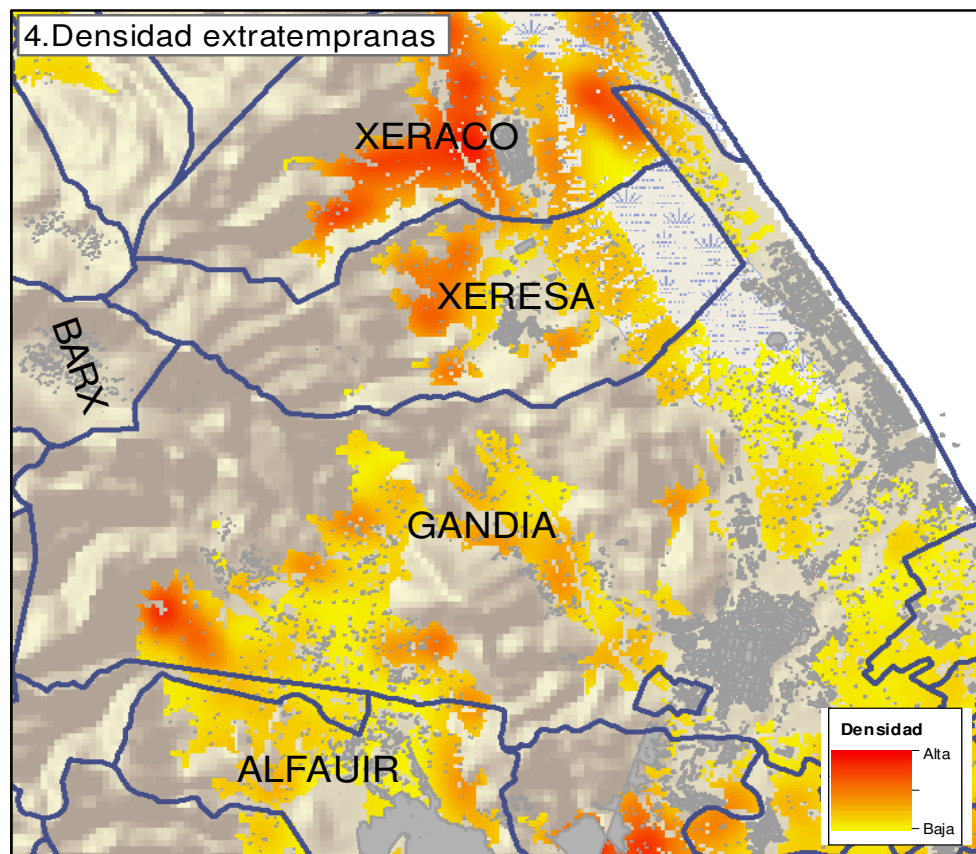 4.Densidad extratempranas
XERACO
XERESA
BARX
GANDIA
ALFAUIR
Densidad
Alta
Baja